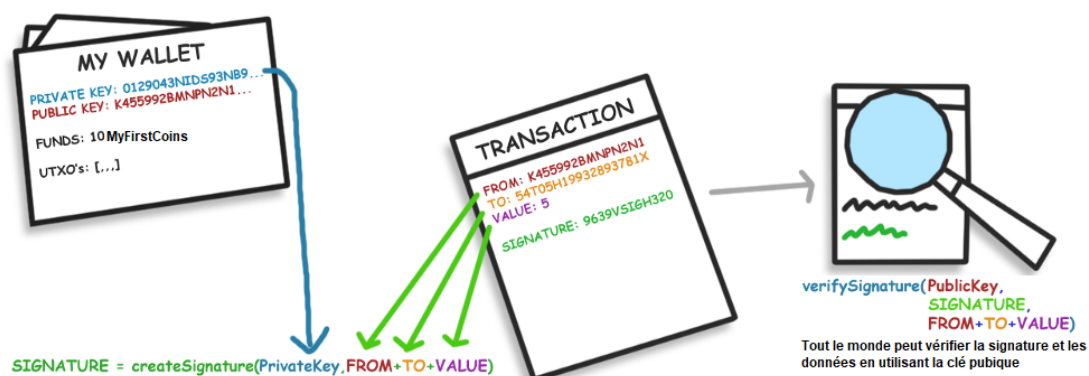 MY WALLET
PRIVATE KEY: 0129043NIDS93NB9...
PUBLIC KEY: K455992BMNPN2N1...
FUNDS: 10 MyFirstCoins
UTXO's: [,,,]
SIGNATURE = createSignature(PrivateKey,FROM+TO+VALUE)
TRANSACTION
FROM: K455992BMNPN2N1
TO: 54T05H19932893781X
VALUE: 5
SIGNATURE: 9639VSIGH320
verifySignature(PublicKey,
SIGNATURE,
FROM+TO+VALUE)
Tout le monde peut vérifier la signature et les
données en utilisant la clé pubique